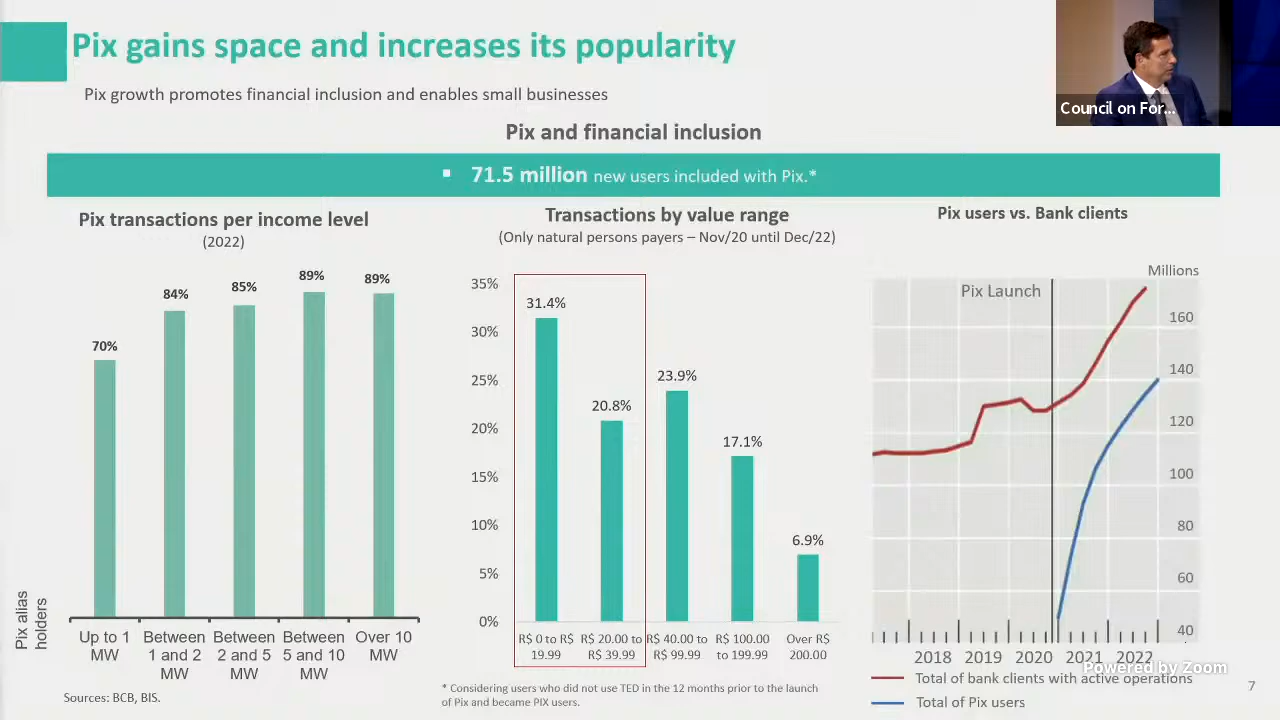 Pix gains space and increases its popularity
Pix growth promotes financial inclusion and enables small businesses
Council on For...
Pix and financial inclusion
▪ 71.5 million new users included with Pix.*
Pix transactions per income level
(2022)
70%
84%
85%
89%
89%
Pix alias
holders
Up to 1
MW
Between
1 and 2
MW
Between
2 and 5
MW
Between
5 and 10
MW
Over 10
MW
Sources: BCB, BIS.
Transactions by value range
(Only natural persons payers – Nov/20 until Dec/22)
35%
30%
25%
20%
15%
10%
5%
0%
31.4%
20.8%
23.9%
17.1%
6.9%
R$ 0 to R$
19.99
R$ 20.00 to
R$ 39.99
R$ 40.00 to
R$ 99.99
R$ 100.00
to 199.99
Over R$
200.00
* Considering users who did not use TED in the 12 months prior to the launch
of Pix and became PIX users.
Pix users vs. Bank clients
Millions
Pix Launch
160
140
120
100
80
60
40
2018 2019 2020 2021 2022
Powered by Zoom
Total of bank clients with active operations
Total of Pix users
7